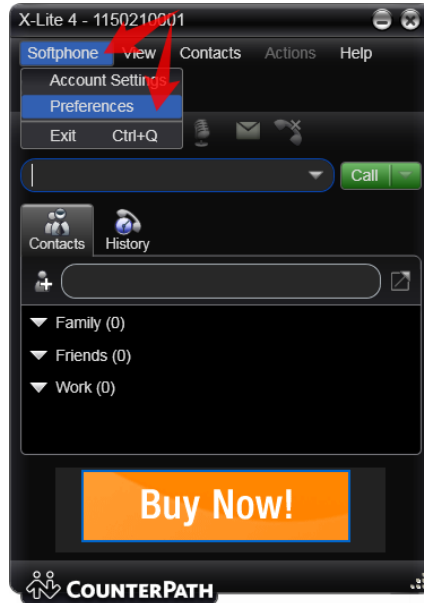 X-Lite 4 - 1150210001
Softphone View Contacts Actions Help
Account Settings
Preferences
Exit Ctrl+Q
Call
Contacts History
Family (0)
Friends (0)
Work (0)
Buy Now!
COUNTERPATH